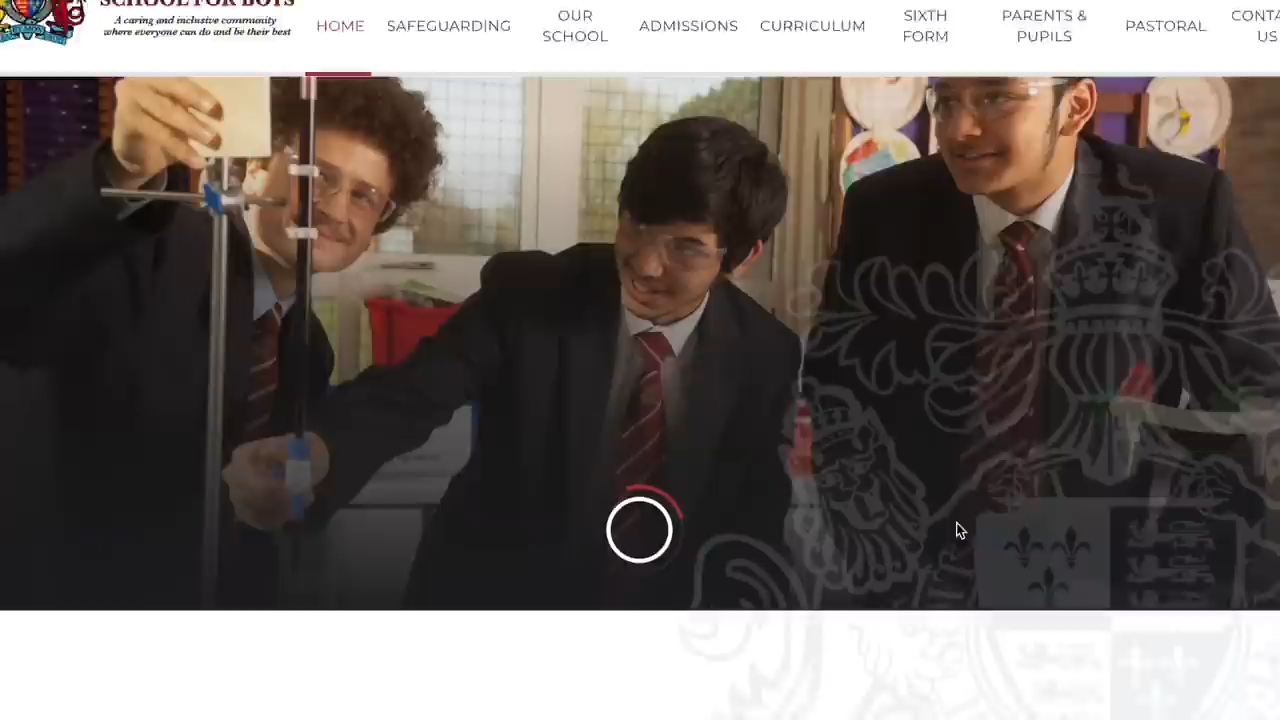 SCHOOL FOR BOYS
A caring and inclusive community
where everyone can do and be their best
HOME
SAFEGUARDING
OUR
SCHOOL
ADMISSIONS
CURRICULUM
SIXTH
FORM
PARENTS &
PUPILS
PASTORAL
CONTA
US